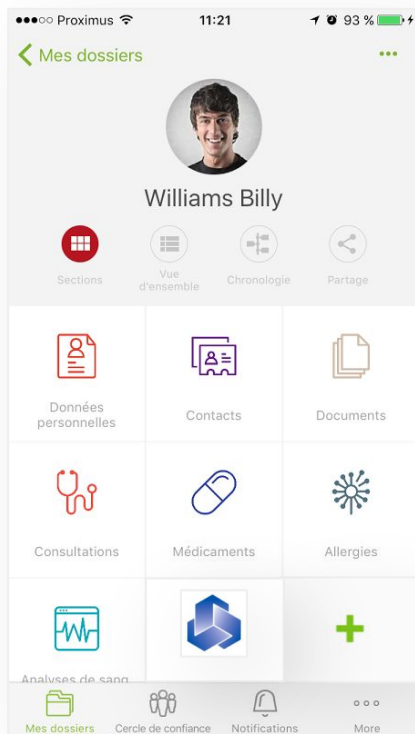 Proximus 11:21 93 %
Mes dossiers
Williams Billy
Sections
Vue
d'ensemble
Chronologie
Partage
Données
personnelles
Contacts
Documents
Consultations
Médicaments
Allergies
Analyses de sang
Mes dossiers
Cercle de confiance
Notifications
More